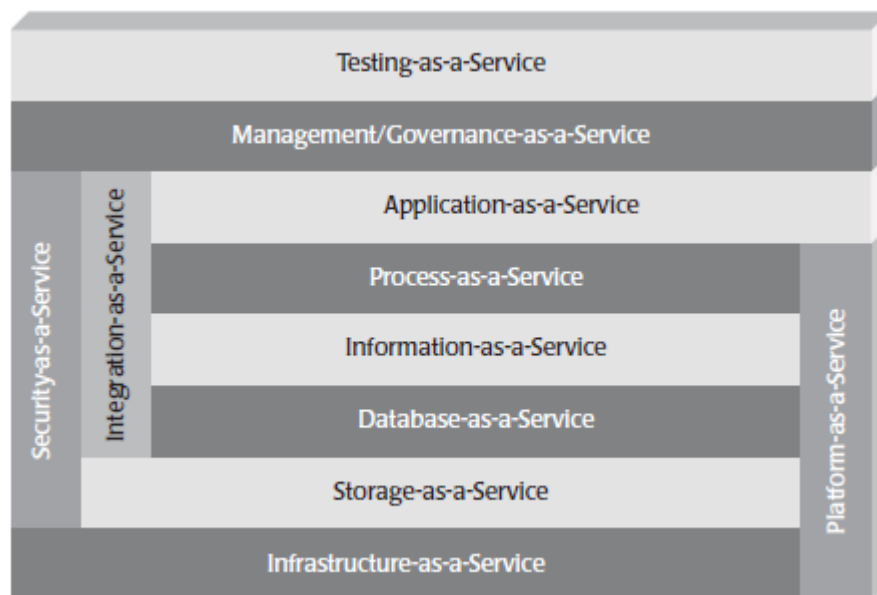 Testing-as-a-Service
Management/Governance-as-a-Service
Security-as-a-Service
Integration-as-a-Service
Application-as-a-Service
Process-as-a-Service
Information-as-a-Service
Database-as-a-Service
Storage-as-a-Service
Infrastructure-as-a-Service
Platform-as-a-Service